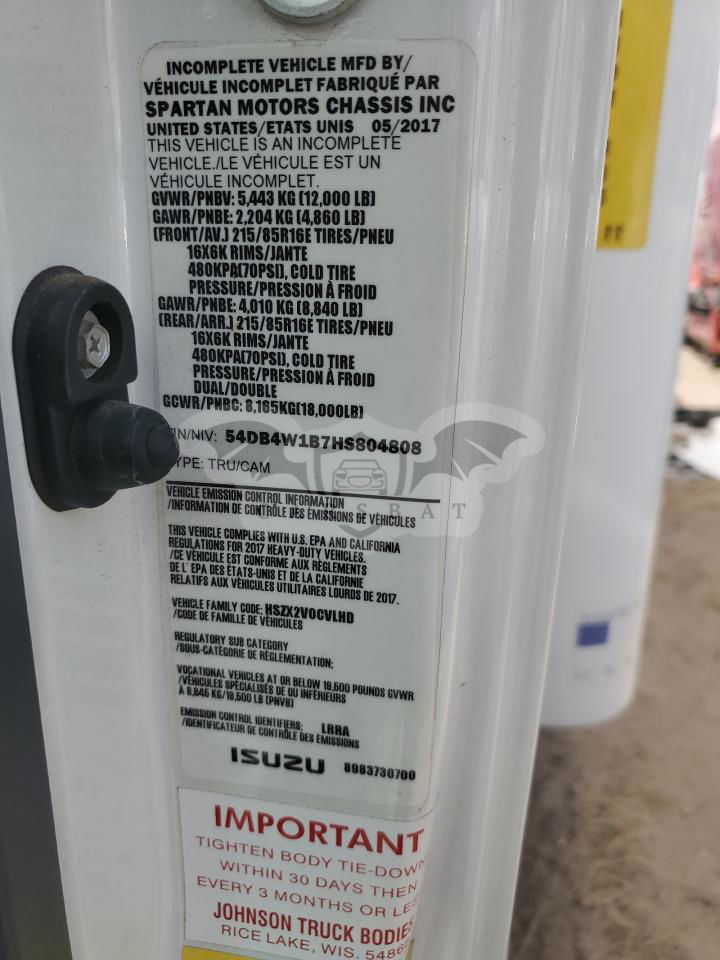 INCOMPLETE VEHICLE MFD BY/
VÉHICULE INCOMPLET FABRIQUÉ PAR
SPARTAN MOTORS CHASSIS INC
UNITED STATES/ETATS UNIS 05/2017
THIS VEHICLE IS AN INCOMPLETE
VEHICLE./LE VÉHICULE EST UN
VÉHICULE INCOMPLET.
GVWR/PNBV: 5,443 KG (12,000 LB)
GAWR/PNBE: 2,204 KG (4,860 LB)
(FRONT/AV.) 215/85R16E TIRES/PNEU
16X6K RIMS/JANTE
480KPA(70PSI), COLD TIRE
PRESSURE/PRESSION À FROID
GAWR/PNBE: 4,010 KG (8,840 LB)
(REAR/ARR.) 215/85R16E TIRES/PNEU
16X6K RIMS/JANTE
480KPA(70PSI), COLD TIRE
PRESSURE/PRESSION À FROID
DUAL/DOUBLE
GCWR/PNBC: 8,165KG(18,000LB)
IN/NIV: 54DB4W1B7HS804808
YPE: TRU/CAM
VEHICLE EMISSION CONTROL INFORMATION
/INFORMATION DE CONTRÔLE DES ÉMISSIONS DE VÉHICULES
THIS VEHICLE COMPLIES WITH U.S. EPA AND CALIFORNIA
REGULATIONS FOR 2017 HEAVY-DUTY VEHICLES.
/CE VÉHICULE EST CONFORME AUX RÈGLEMENTS
DE L' EPA DES ÉTATS-UNIS ET DE LA CALIFORNIE
RELATIFS AUX VÉHICULES UTILITAIRES LOURDS DE 2017.
VEHICLE FAMILY CODE: HSZX2VOCVLHD
/CODE DE FAMILLE DE VÉHICULES
REGULATORY SUB CATEGORY
/SOUS-CATÉGORIE DE RÉGLEMENTATION:
VOCATIONAL VEHICLES AT OR BELOW 19,500 POUNDS GVWR
/VÉHICULES SPÉCIALISÉS DE OU INFÉRIEURS
À 8,845 KG/19,500 LB (PNVB)
EMISSION CONTROL IDENTIFIERS: LRRA
/IDENTIFICATEUR DE CONTRÔLE DES ÉMISSIONS
ISUZU 8983730700
IMPORTANT
TIGHTEN BODY TIE-DOWN
WITHIN 30 DAYS THEN
EVERY 3 MONTHS OR LES
JOHNSON TRUCK BODIES
RICE LAKE, WIS. 5486